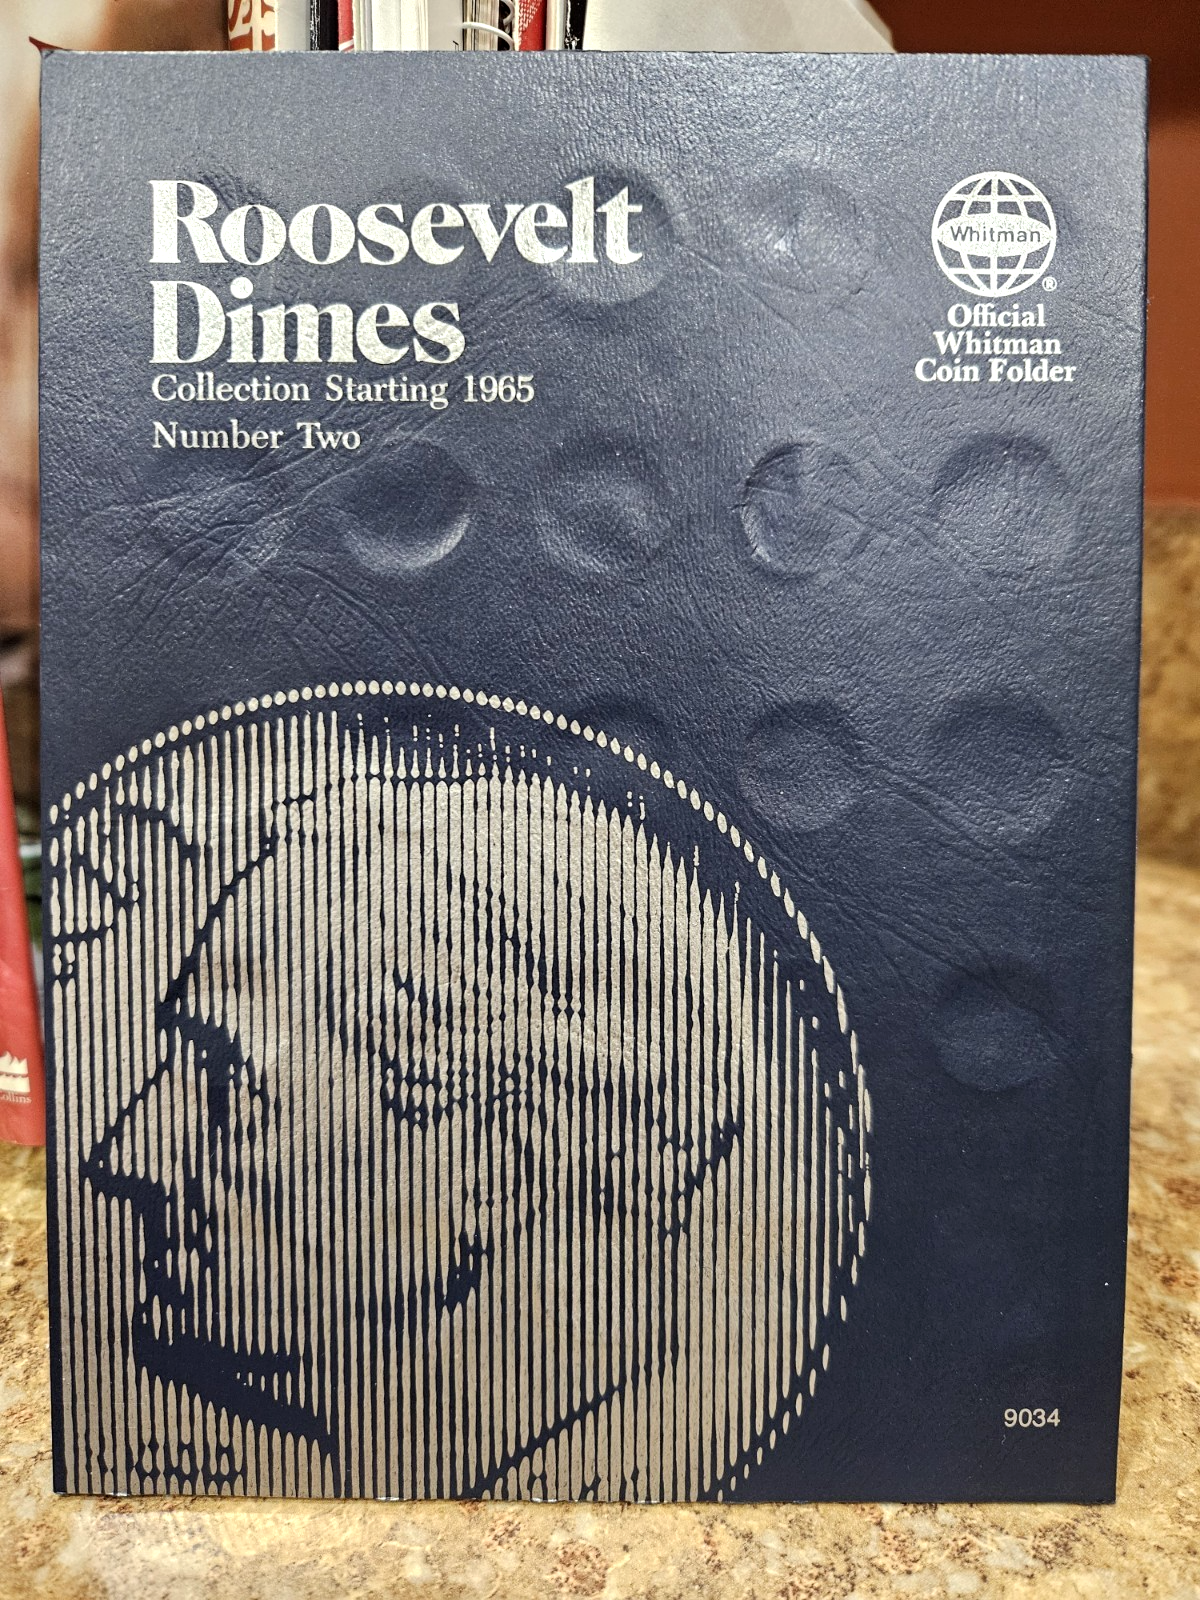 Roosevelt
Dimes
Collection Starting 1965
Number Two
Whitman
®
Official
Whitman
Coin Folder
9034